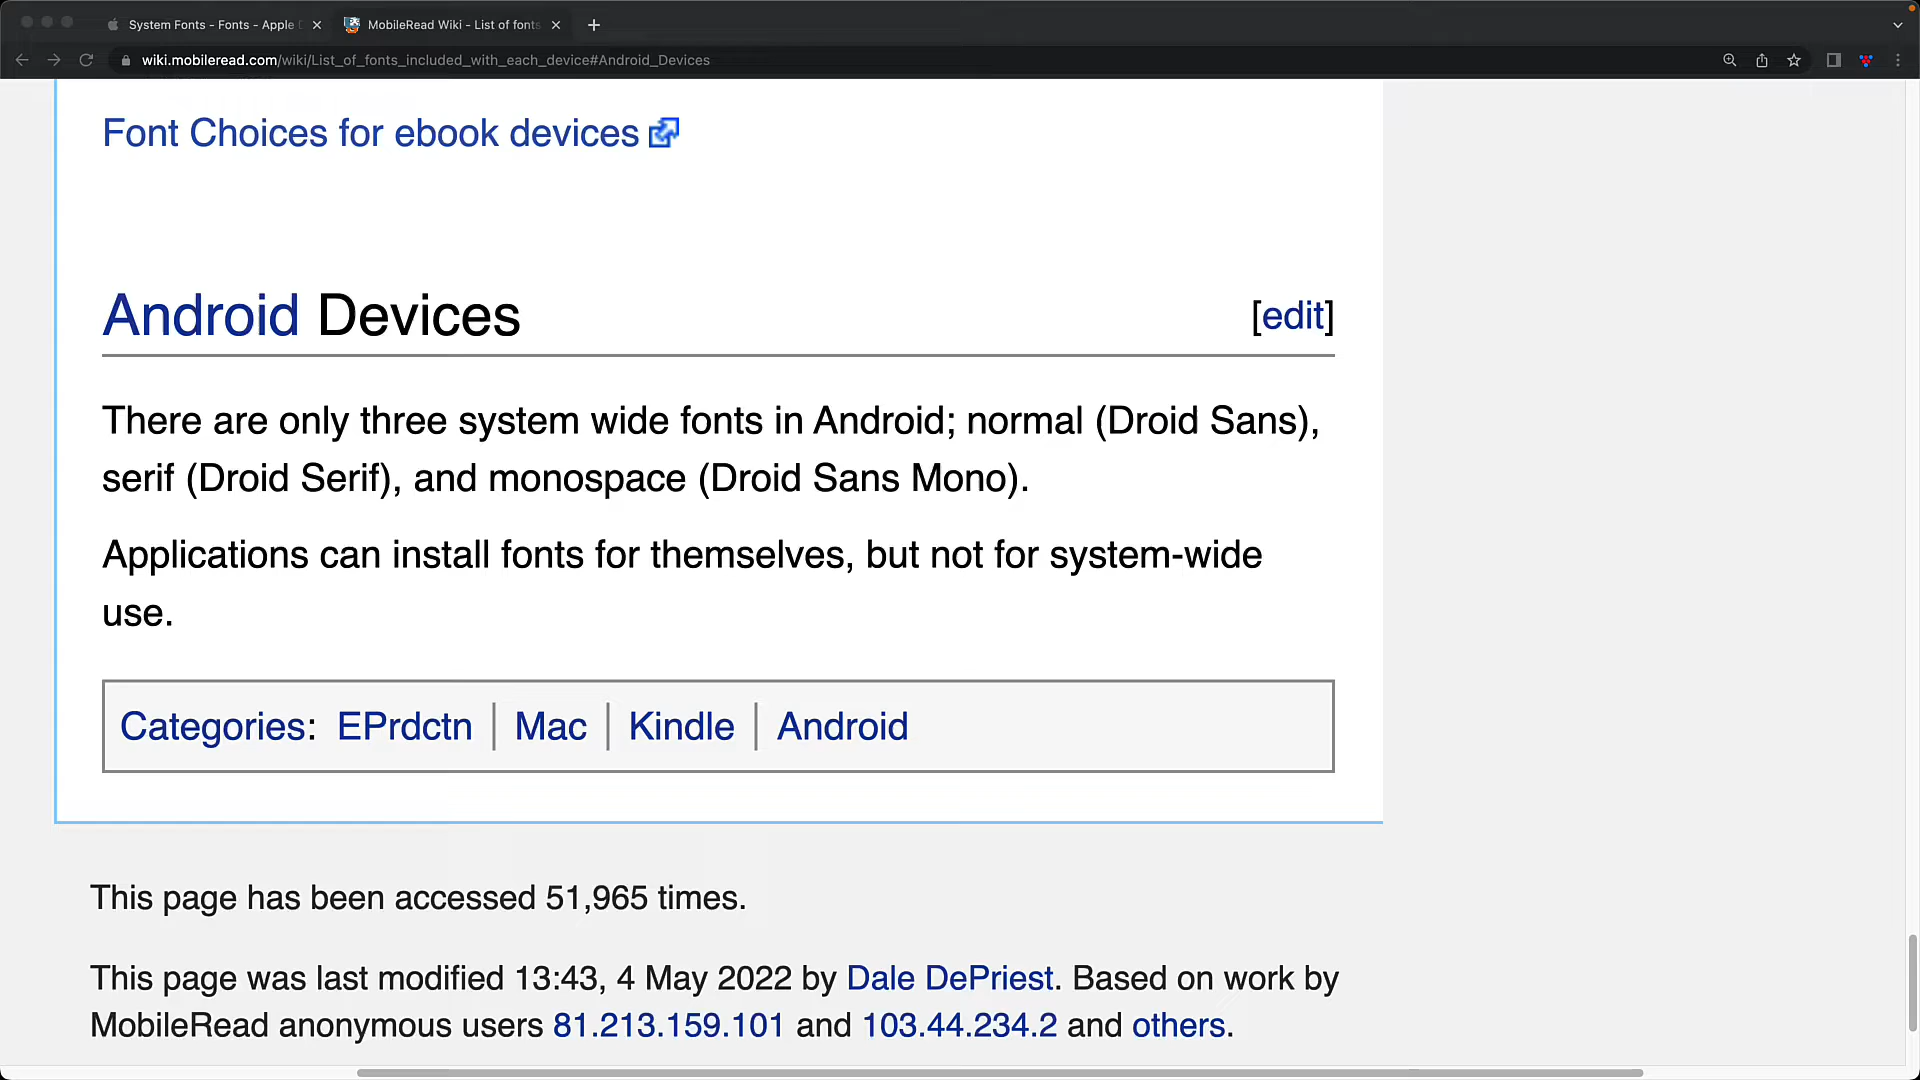 System Fonts - Fonts - Apple
MobileRead Wiki - List of fonts
wiki.mobileread.com/wiki/List_of_fonts_included_with_each_device#Android_Devices
Font Choices for ebook devices
Android Devices
[edit]
There are only three system wide fonts in Android; normal (Droid Sans),
serif (Droid Serif), and monospace (Droid Sans Mono).
Applications can install fonts for themselves, but not for system-wide
use.
Categories: EPrdctn | Mac | Kindle | Android
This page has been accessed 51,965 times.
This page was last modified 13:43, 4 May 2022 by Dale DePriest. Based on work by
MobileRead anonymous users 81.213.159.101 and 103.44.234.2 and others.